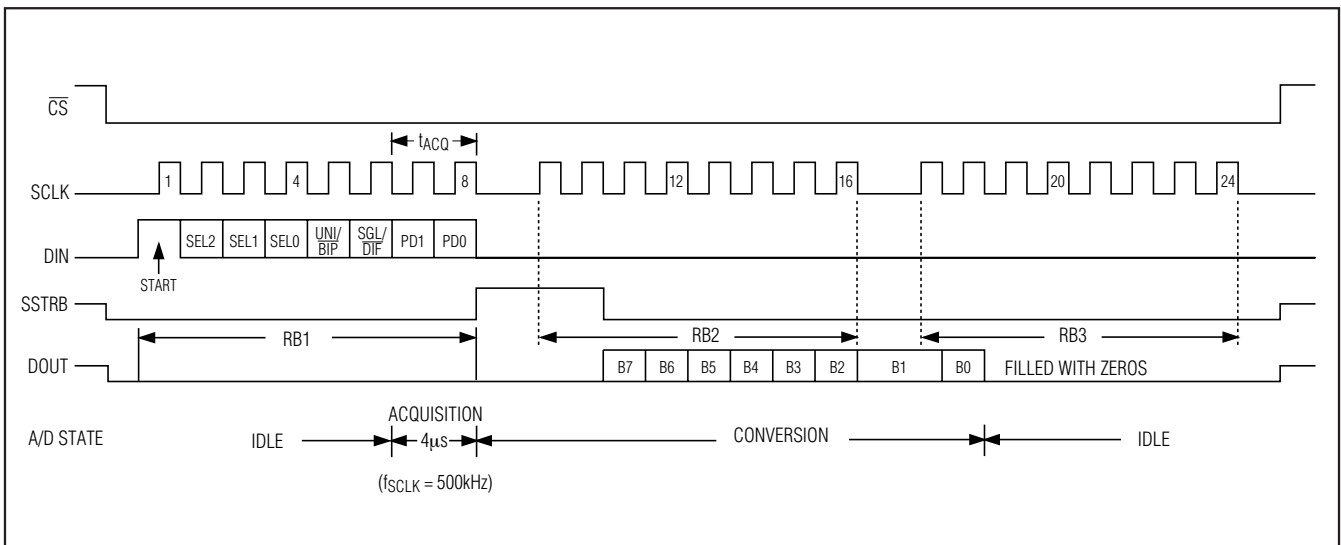 CS
tACQ
SCLK 1 4 8 12 16 20 24
DIN SEL2 SEL1 SEL0 UNI/BIP SGL/DIF PD1 PD0
START
SSTRB
RB1 RB2 RB3
DOUT B7 B6 B5 B4 B3 B2 B1 B0 FILLED WITH ZEROS
ACQUISITION
A/D STATE IDLE 4μs CONVERSION IDLE
(fSCLK = 500kHz)